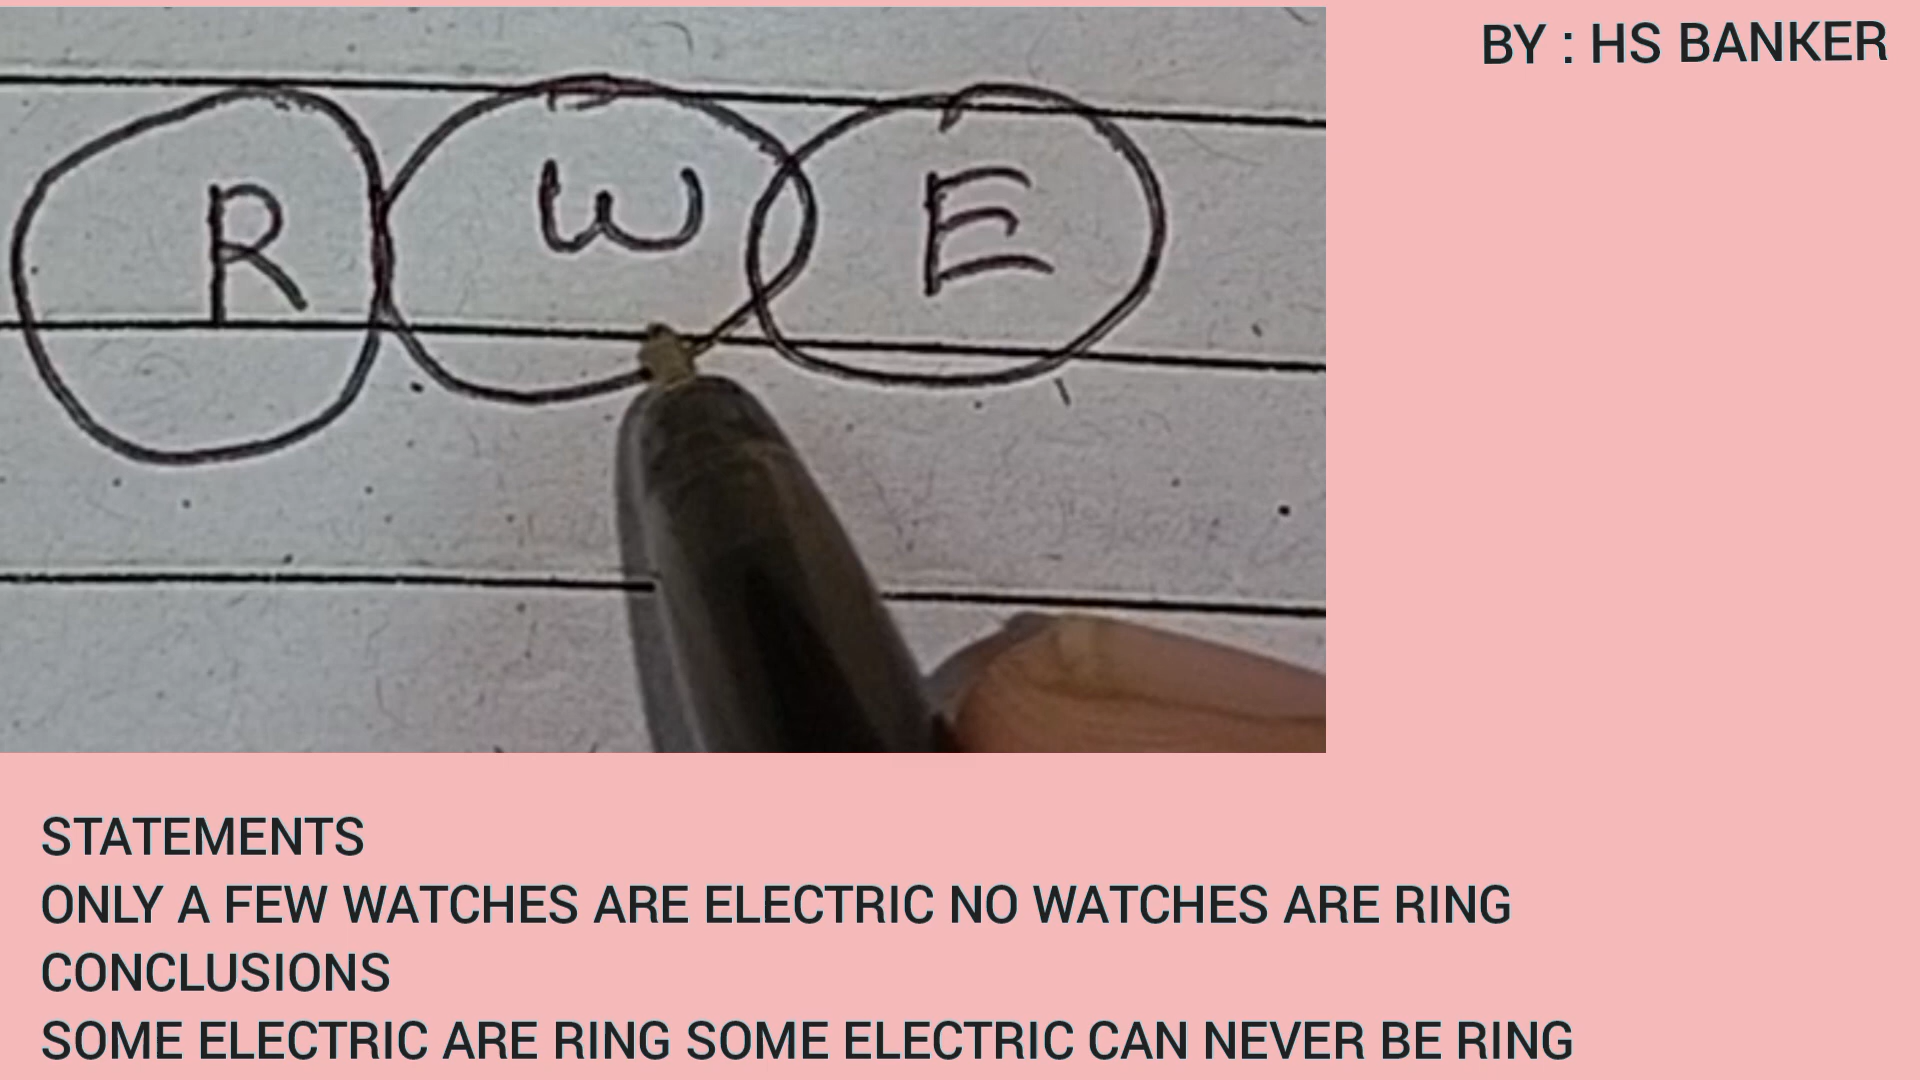 BY : HS BANKER
R W E
STATEMENTS
ONLY A FEW WATCHES ARE ELECTRIC NO WATCHES ARE RING
CONCLUSIONS
SOME ELECTRIC ARE RING SOME ELECTRIC CAN NEVER BE RING